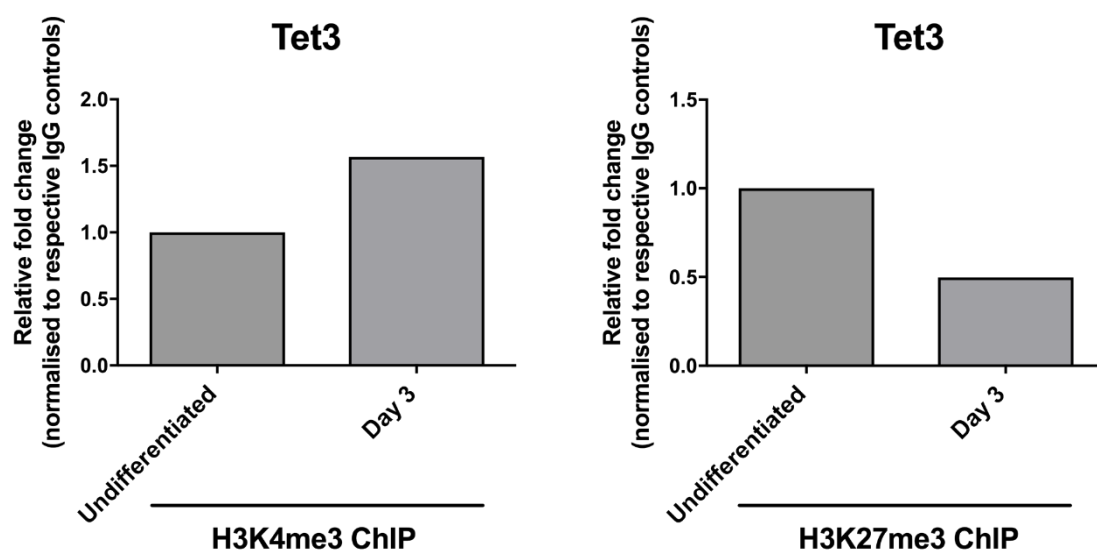 Tet3
Relative fold change
(normalised to respective IgG controls)
2.0
1.5
1.0
0.5
0.0
Undifferentiated
Day 3
H3K4me3 ChIP
Tet3
Relative fold change
(normalised to respective IgG controls)
1.5
1.0
0.5
0.0
Undifferentiated
Day 3
H3K27me3 ChIP